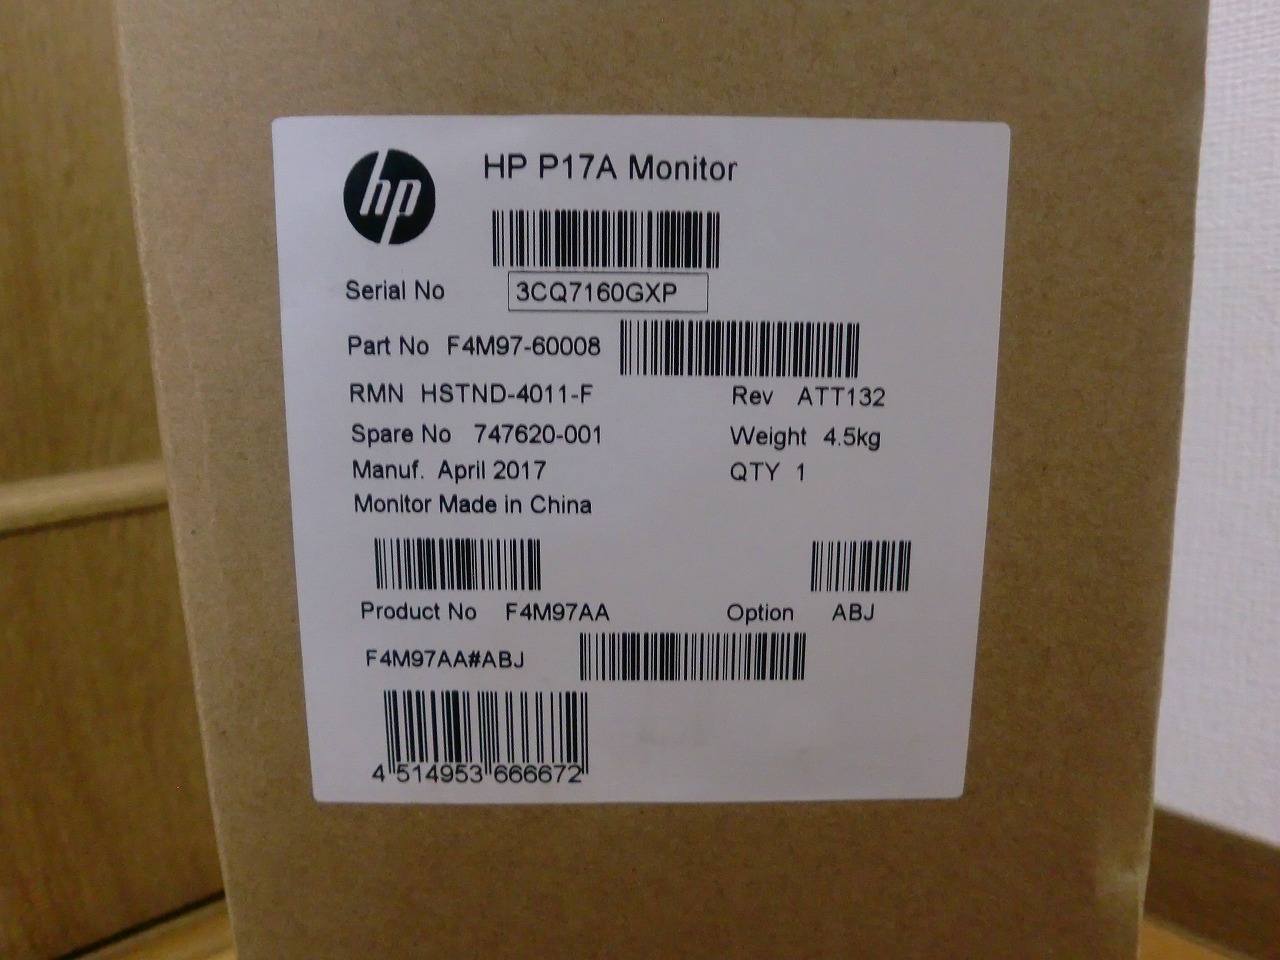 hp
HP P17A Monitor
Serial No 3CQ7160GXP
Part No F4M97-60008
RMN HSTND-4011-F Rev ATT132
Spare No 747620-001 Weight 4.5kg
Manuf. April 2017 QTY 1
Monitor Made in China
Product No F4M97AA Option ABJ
F4M97AA#ABJ
4 514953 666672